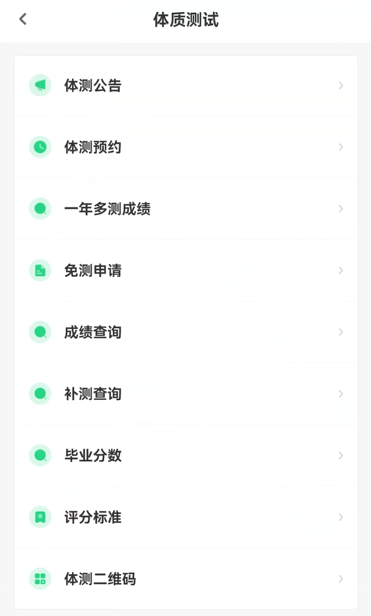 体质测试
体测公告
体测预约
一年多测成绩
免测申请
成绩查询
补测查询
毕业分数
评分标准
体测二维码